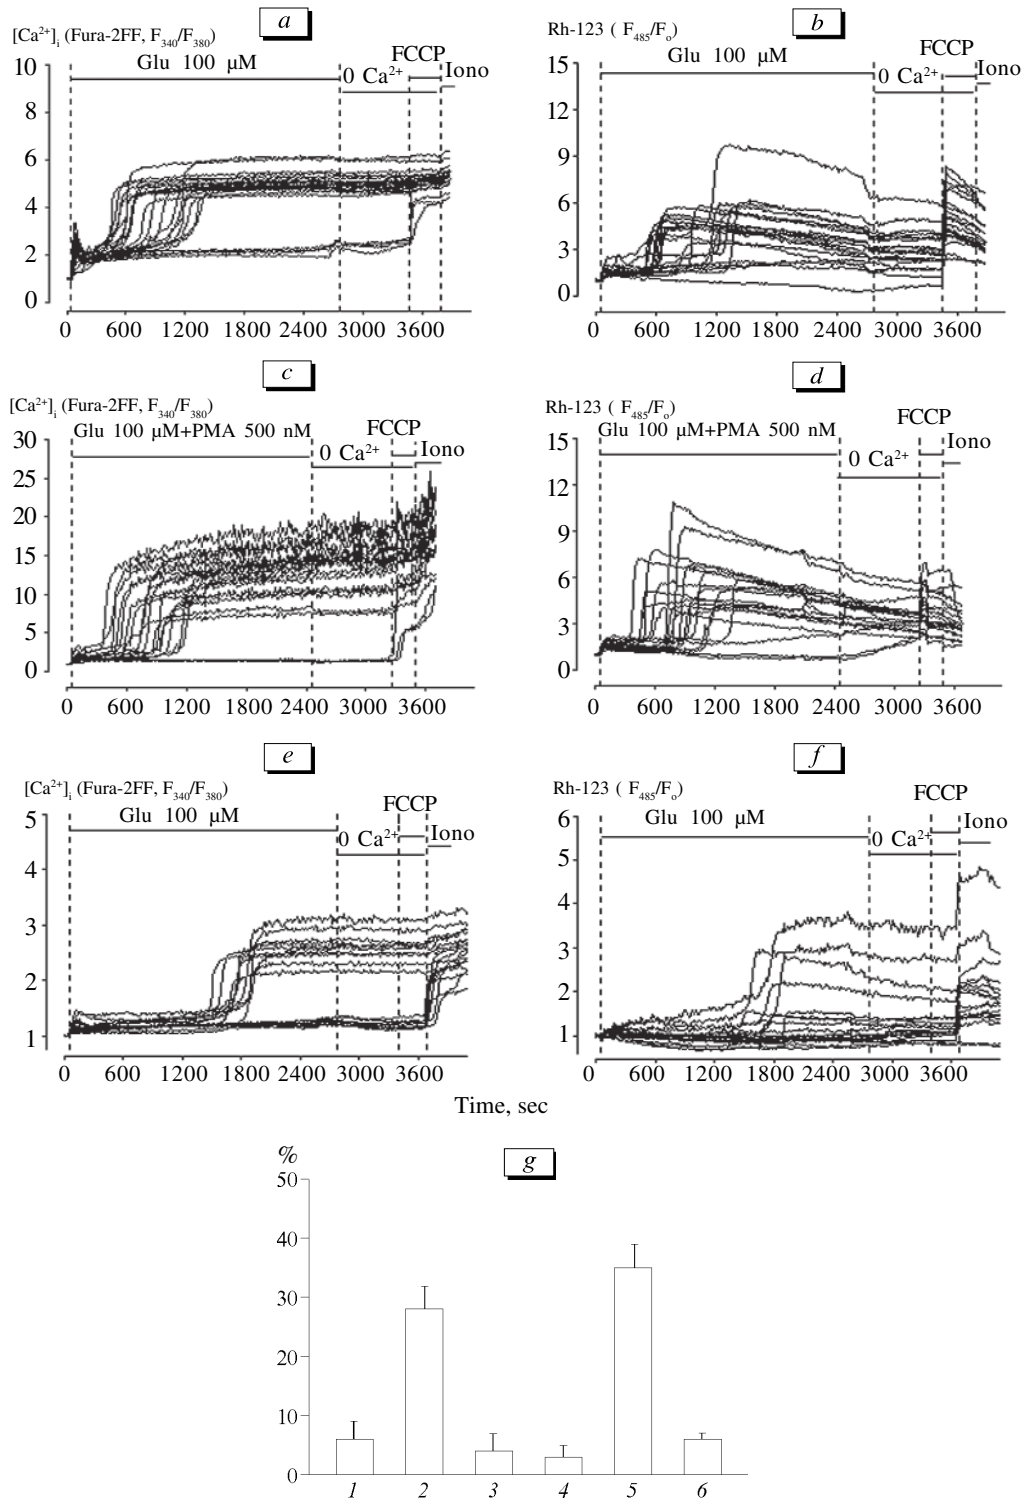 a
[Ca²⁺]ᵢ (Fura-2FF, F₃₄₀/F₃₈₀)
FCCP
Glu 100 µM
0 Ca²⁺
Iono
10
8
6
4
2
0
0 600 1200 1800 2400 3000 3600
b
Rh-123 ( F₄₈₅/Fₒ)
FCCP
Glu 100 µM
0 Ca²⁺
Iono
15
12
9
6
3
0
0 600 1200 1800 2400 3000 3600
c
[Ca²⁺]ᵢ (Fura-2FF, F₃₄₀/F₃₈₀)
FCCP
Glu 100 µM+PMA 500 nM
0 Ca²⁺
Iono
30
25
20
15
10
5
0
0 600 1200 1800 2400 3000 3600
d
Rh-123 ( F₄₈₅/Fₒ)
FCCP
Glu 100 µM+PMA 500 nM
0 Ca²⁺
Iono
15
12
9
6
3
0
0 600 1200 1800 2400 3000 3600
e
[Ca²⁺]ᵢ (Fura-2FF, F₃₄₀/F₃₈₀)
FCCP
Glu 100 µM
0 Ca²⁺
Iono
5
4
3
2
1
0 600 1200 1800 2400 3000 3600
f
Rh-123 ( F₄₈₅/Fₒ)
FCCP
Glu 100 µM
0 Ca²⁺
Iono
6
5
4
3
2
1
0 600 1200 1800 2400 3000 3600
Time, sec
g
%
50
40
30
20
10
0
1 2 3 4 5 6